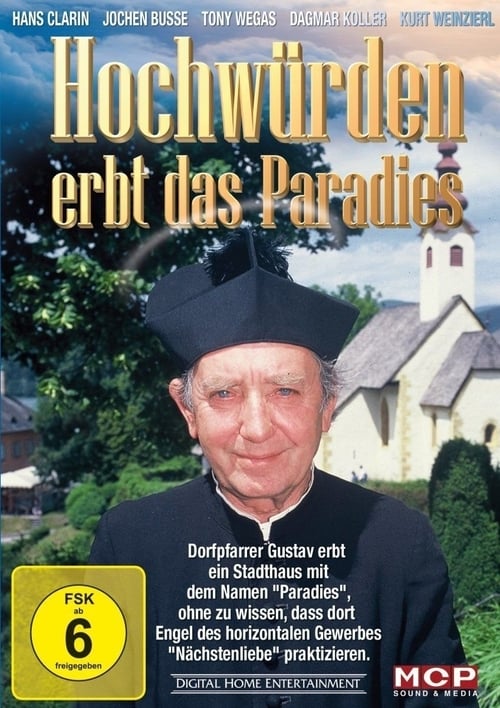 HANS CLARIN JOCHEN BUSSE TONY WEGAS DAGMAR KOLLER KURT WEINZIERL
Hochwürden
erbt das Paradies
Dorfpfarrer Gustav erbt
ein Stadthaus mit
dem Namen "Paradies",
ohne zu wissen, dass dort
Engel des horizontalen Gewerbes
"Nächstenliebe" praktizieren.
FSK
ab
6
freigegeben
DIGITAL HOME ENTERTAINMENT
MCP
SOUND & MEDIA